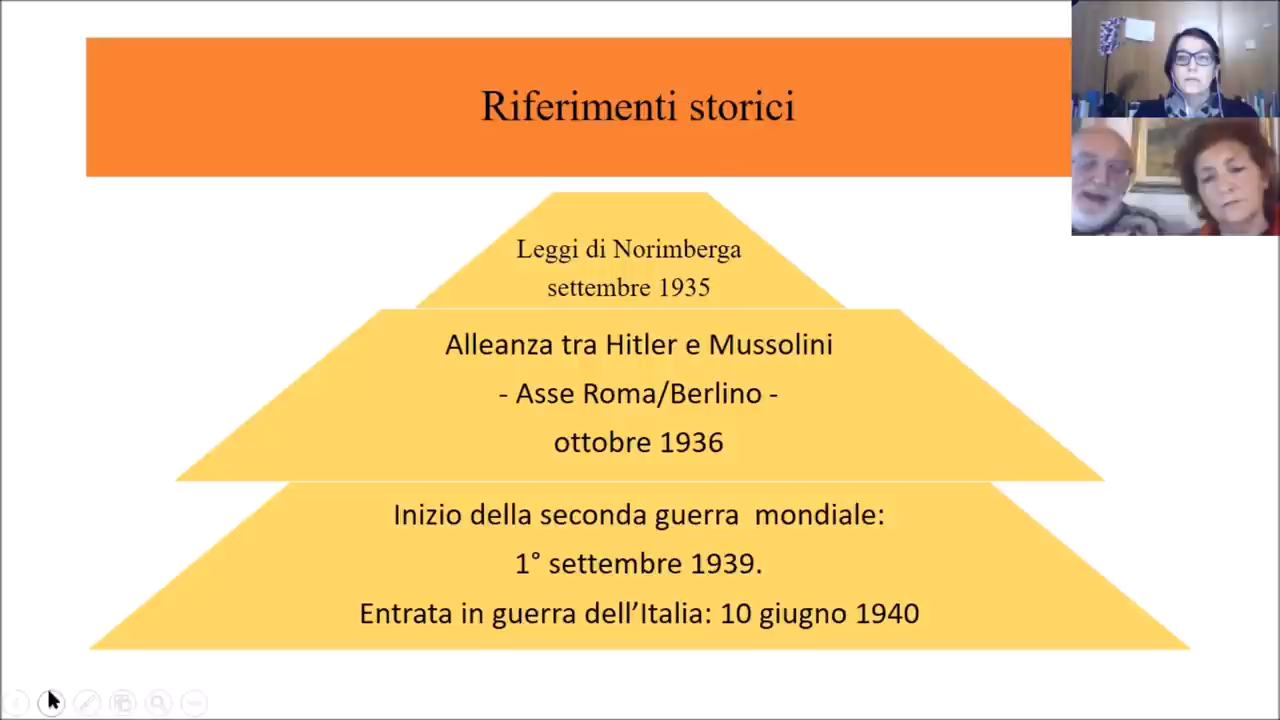 Riferimenti storici
Leggi di Norimberga
settembre 1935
Alleanza tra Hitler e Mussolini
- Asse Roma/Berlino -
ottobre 1936
Inizio della seconda guerra  mondiale:
1° settembre 1939.
Entrata in guerra dell’Italia: 10 giugno 1940